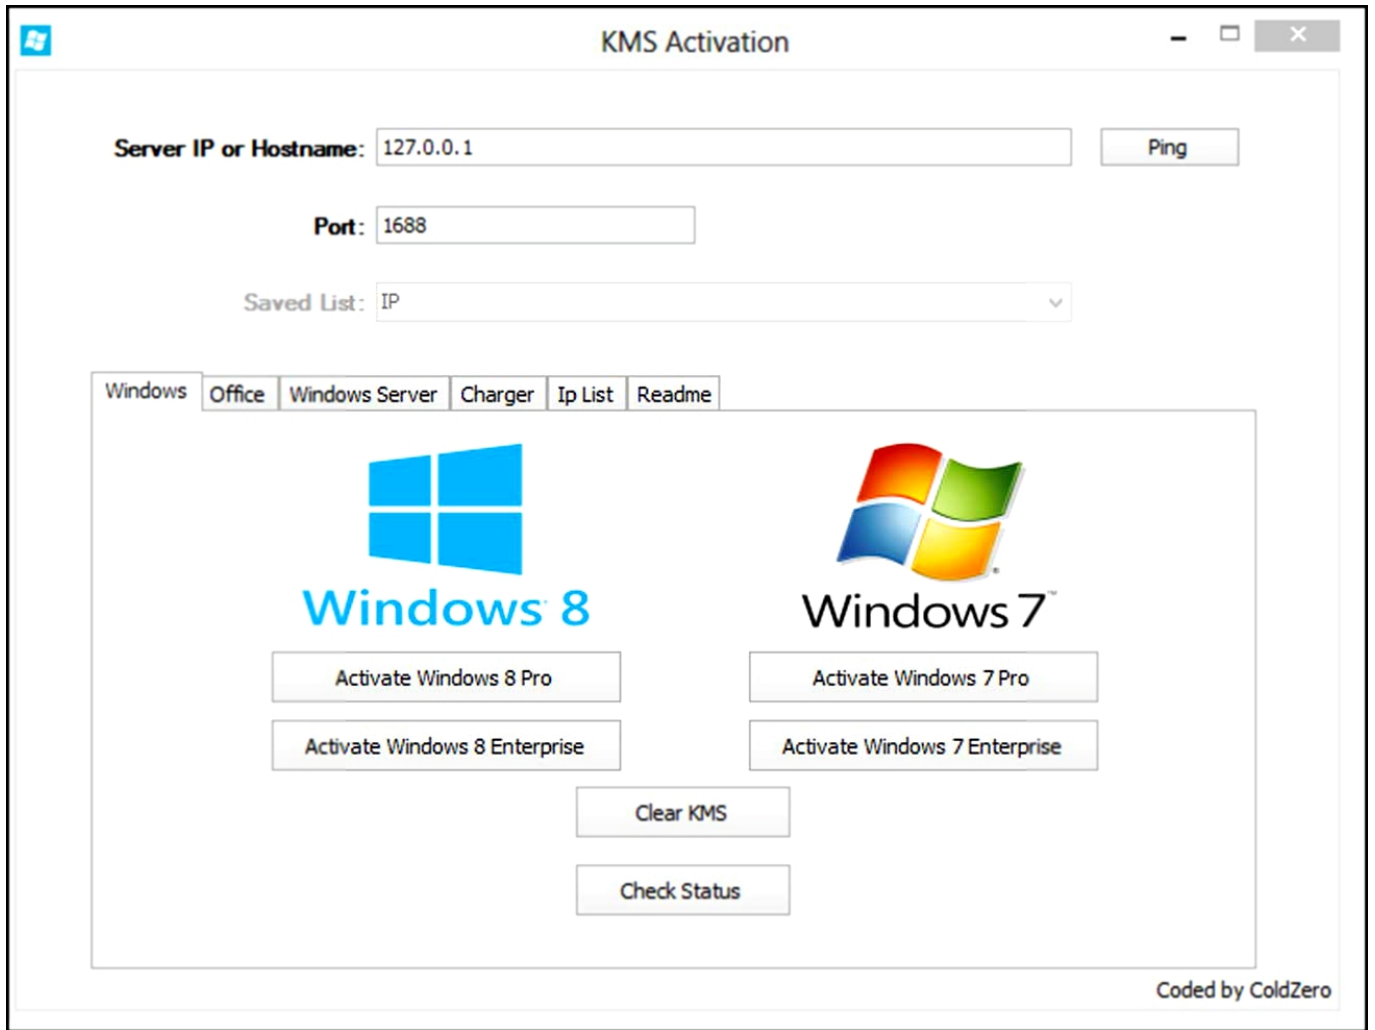 KMS Activation
Server IP or Hostname: 127.0.0.1 Ping
Port: 1688
Saved List: IP
Windows Office Windows Server Charger Ip List Readme
Windows 8 Windows 7™
Activate Windows 8 Pro Activate Windows 7 Pro
Activate Windows 8 Enterprise Activate Windows 7 Enterprise
Clear KMS
Check Status
Coded by ColdZero